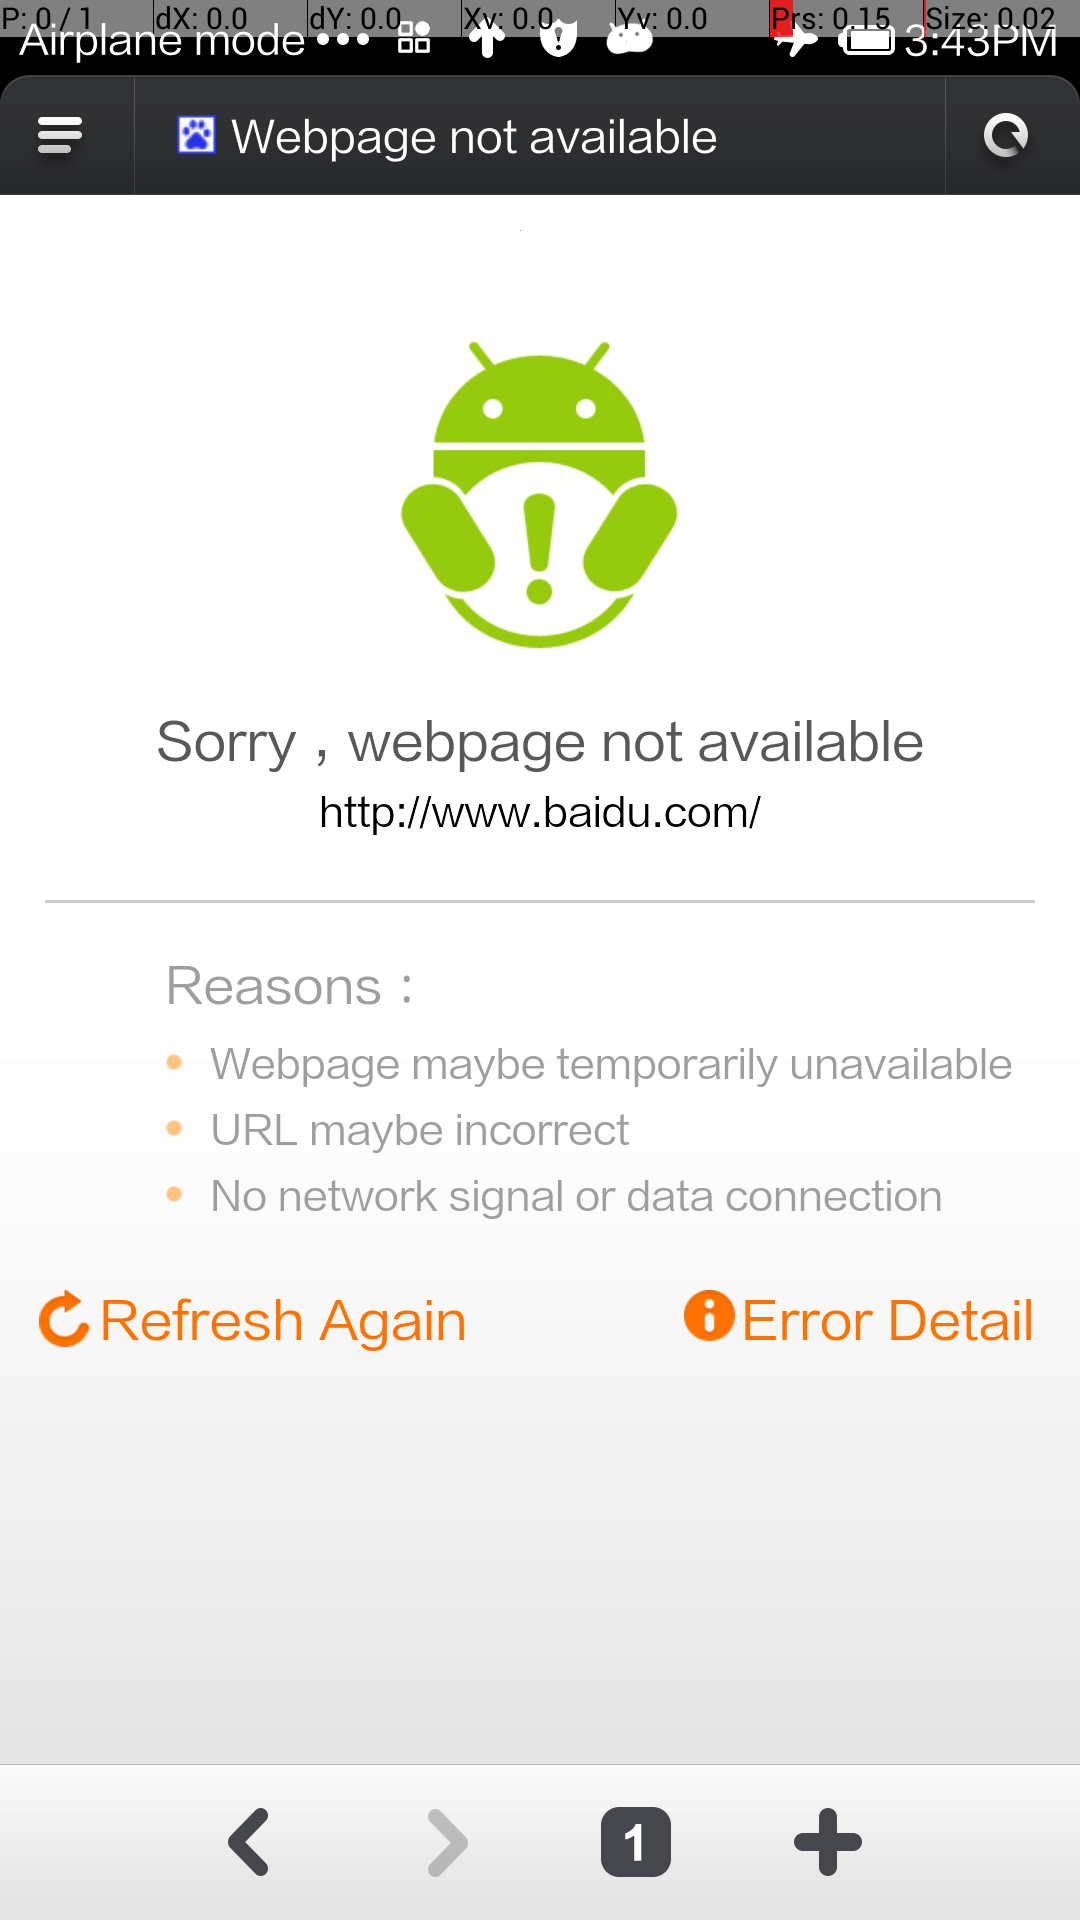 P: 0 / 1 dX: 0.0 dY: 0.0 Xv: 0.0 Yv: 0.0 Prs: 0.15 Size: 0.02
Airplane mode 3:43PM
Webpage not available
Sorry , webpage not available
http://www.baidu.com/
Reasons :
Webpage maybe temporarily unavailable
URL maybe incorrect
No network signal or data connection
Refresh Again Error Detail
1